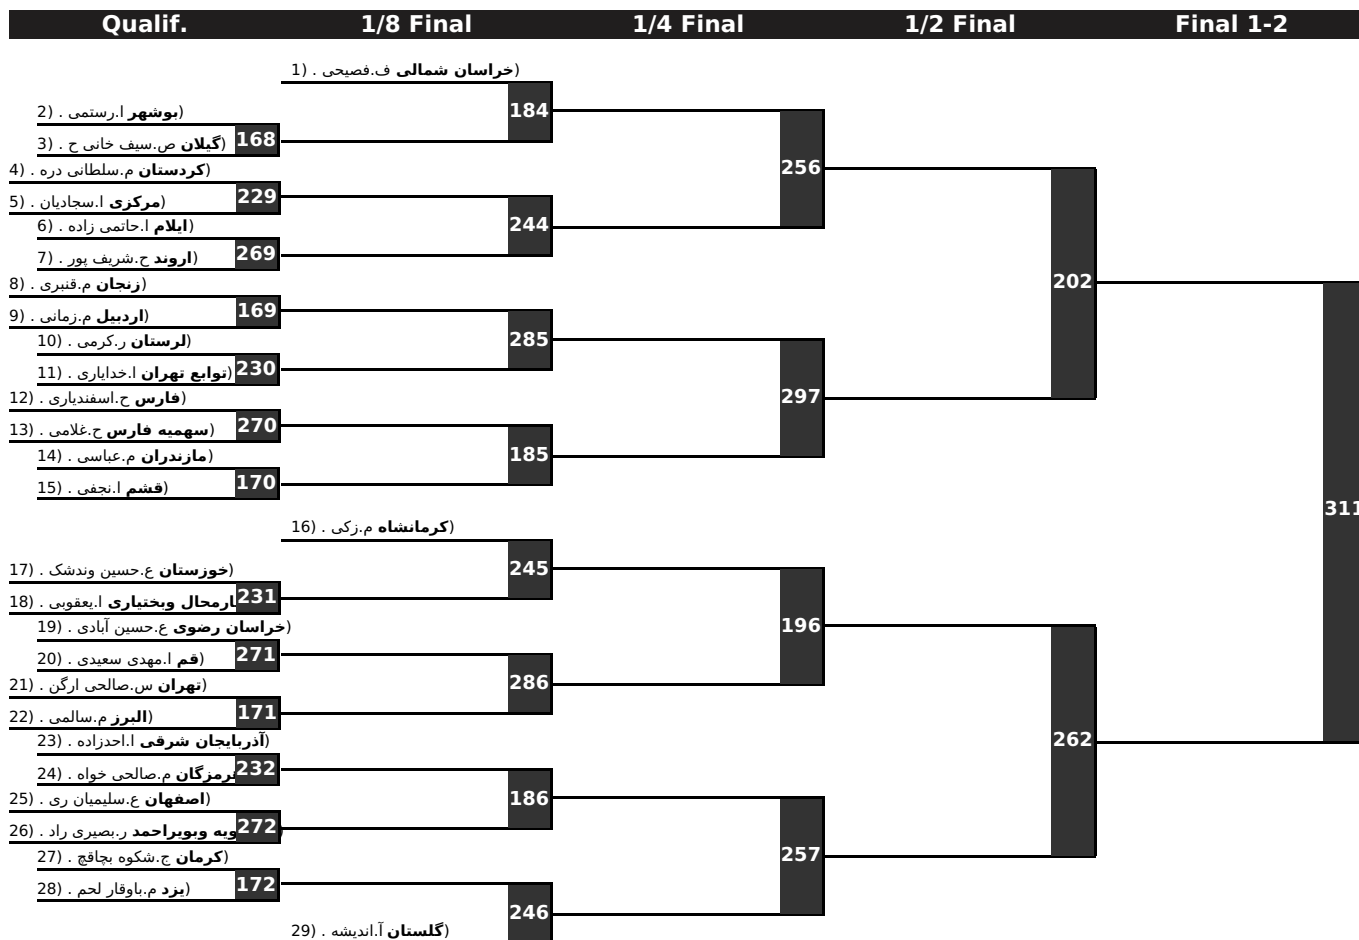 Qualif. 1/8 Final 1/4 Final 1/2 Final Final 1-2
1) . ف.فصیحی خراسان شمالی)
184
2) . ا.رستمی بوشهر)
168
3) . ص.سیف خانی ح گیلان)
256
4) . م.سلطانی دره کردستان)
229
5) . ا.سجادیان مرکزی)
244
6) . ا.حاتمی زاده ایلام)
269
7) . ح.شریف پور اروند)
202
8) . م.قنبری زنجان)
169
9) . م.زمانی اردبیل)
285
10) . ر.کرمی لرستان)
230
11) . ا.خدایاری توابع تهران)
297
12) . ح.اسفندیاری فارس)
270
13) . ح.غلامی سهمیه فارس)
185
14) . م.عباسی مازندران)
170
15) . ا.نجفی قشم)
311
16) . م.زکی کرمانشاه)
245
17) . ع.حسین وندشک خوزستان)
231
18) . ا.یعقوبی ارمحال وبختیاری
196
19) . ع.حسین آبادی خراسان رضوی)
271
20) . ا.مهدی سعیدی قم)
286
21) . س.صالحی ارگن تهران)
171
22) . م.سالمی البرز)
262
23) . ا.احدزاده آذربایجان شرقی)
232
24) . م.صالحی خواه هرمزگان
186
25) . ع.سلیمیان ری اصفهان)
272
26) . ر.بصیری راد ویه وبویراحمد)
257
27) . ج.شکوه بچاقچ کرمان)
172
28) . م.باوقار لحم یزد)
246
29) . آ.اندیشه گلستان)